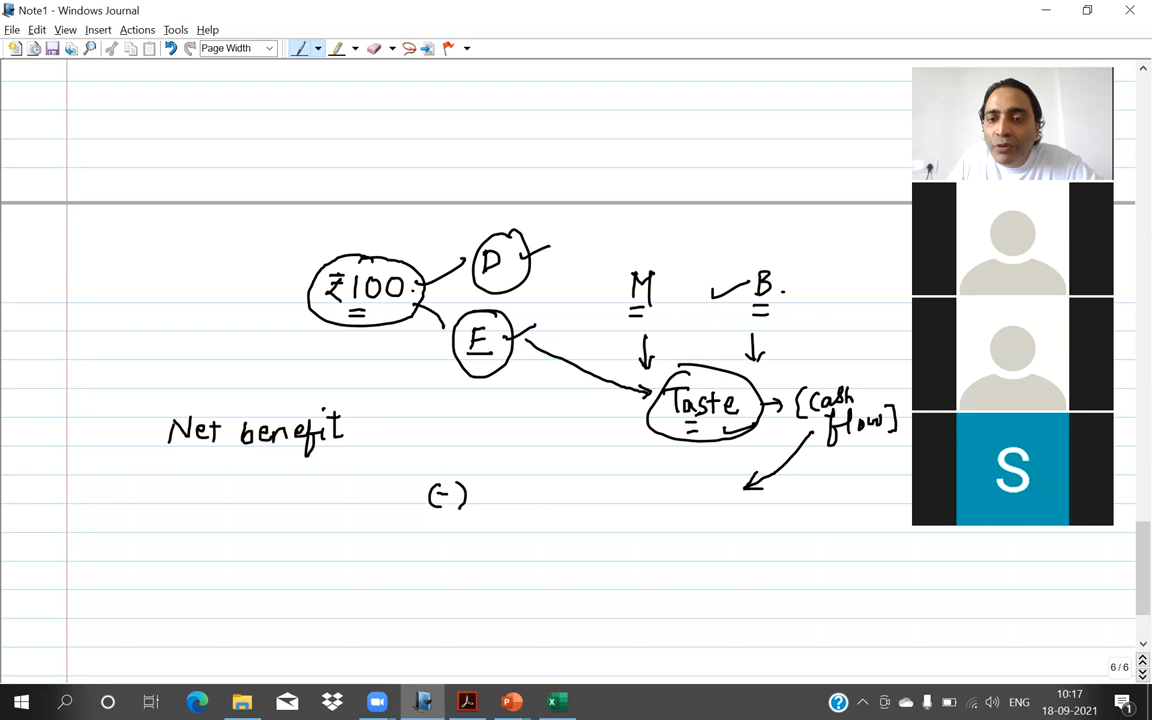 Note1 - Windows Journal
File Edit View Insert Actions Tools Help
Page Width
₹100.
D
E
M
B.
Taste
[Cash flow]
Net benefit
(-)
S
6/6
ENG
10:17
18-09-2021
1